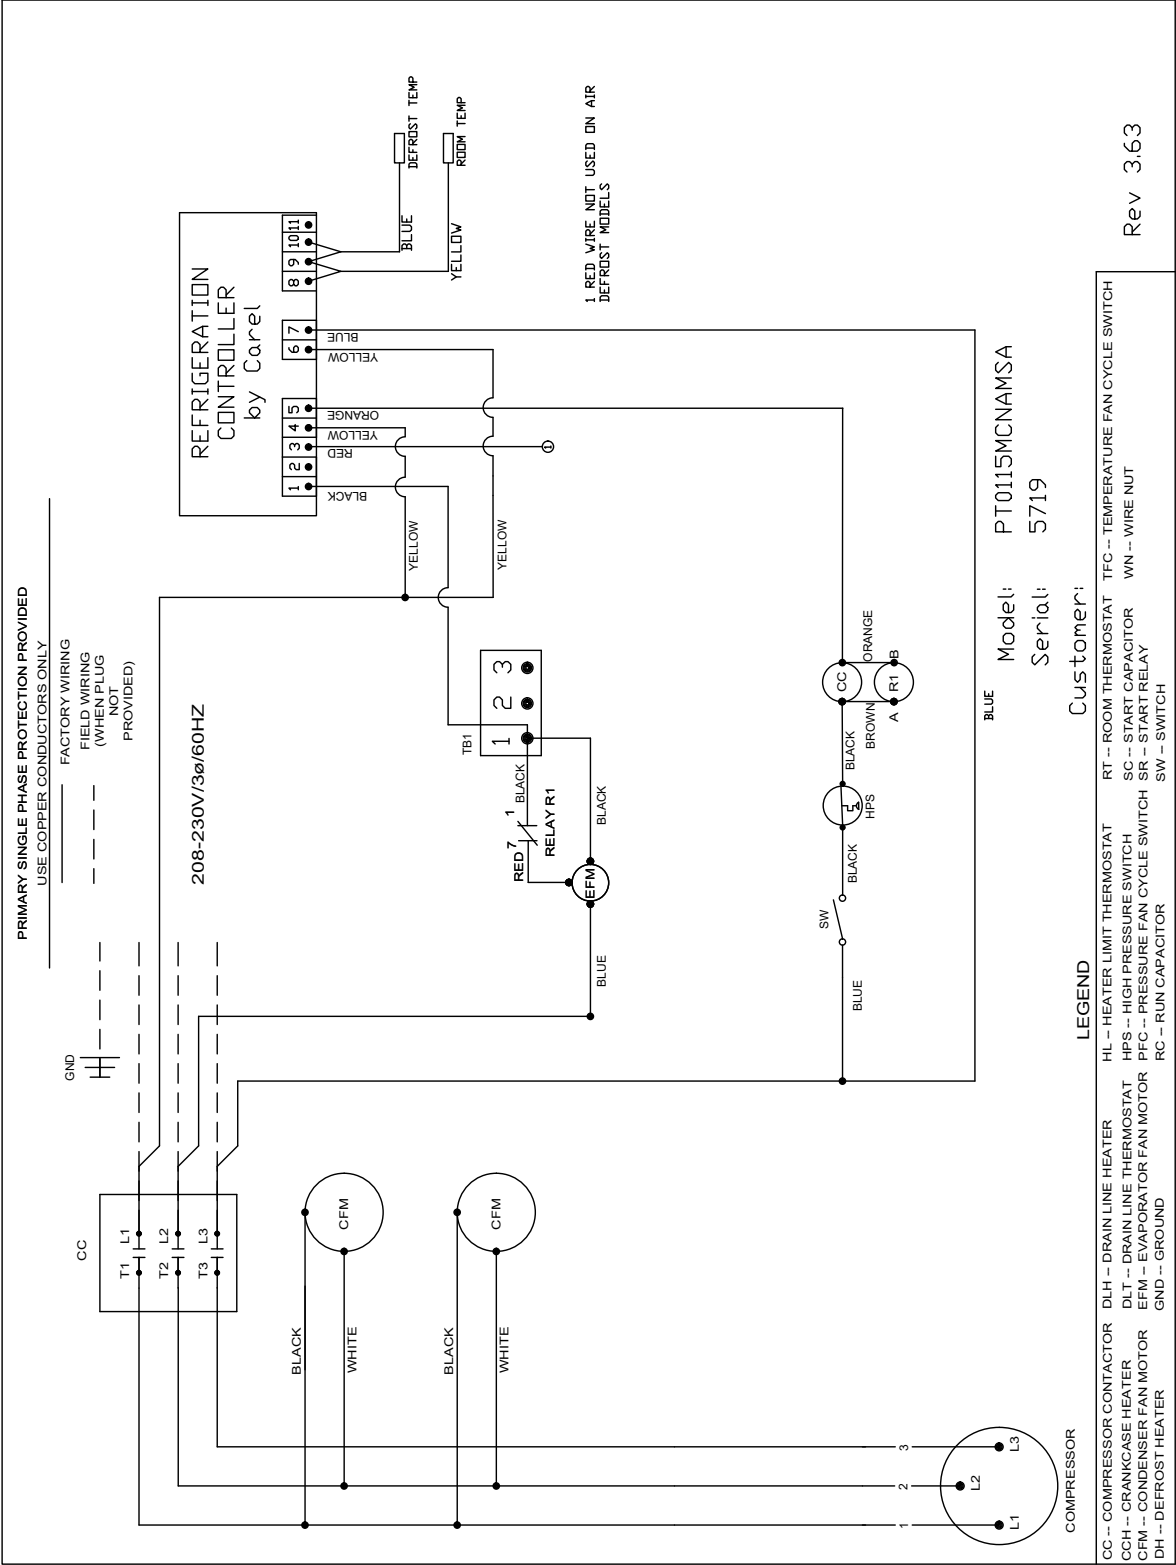 PRIMARY SINGLE PHASE PROTECTION PROVIDED
USE COPPER CONDUCTORS ONLY
FACTORY WIRING
FIELD WIRING
(WHEN PLUG
NOT
PROVIDED)
208-230V/3ø/60HZ
GND
CC
T1 L1
T2 L2
T3 L3
REFRIGERATION
CONTROLLER
by Carel
1 2 3 4 5 6 7 8 9 10 11
BLACK
RED
YELLOW
ORANGE
YELLOW
BLUE
BLUE
DEFROST TEMP
YELLOW
ROOM TEMP
YELLOW
YELLOW
1
1 RED WIRE NOT USED ON AIR
DEFROST MODELS
BLACK
CFM
WHITE
BLACK
CFM
WHITE
TB1
1 2 3
RED 7
1
BLACK
RELAY R1
EFM
BLACK
BLUE
BLUE
SW
BLACK
HPS
BLACK
CC
ORANGE
BROWN
A
R1
B
BLUE
1
2
3
L1
L2
L3
COMPRESSOR
Model: PT0115MCNAMSA
Serial: 5719
Customer:
Rev 3.63
LEGEND
CC -- COMPRESSOR CONTACTOR
CCH -- CRANKCASE HEATER
CFM -- CONDENSER FAN MOTOR
DH -- DEFROST HEATER
DLH -- DRAIN LINE HEATER
DLT -- DRAIN LINE THERMOSTAT
EFM -- EVAPORATOR FAN MOTOR
GND -- GROUND
HL -- HEATER LIMIT THERMOSTAT
HPS -- HIGH PRESSURE SWITCH
PFC -- PRESSURE FAN CYCLE SWITCH
RC -- RUN CAPACITOR
RT -- ROOM THERMOSTAT
SC -- START CAPACITOR
SR -- START RELAY
SW -- SWITCH
TFC -- TEMPERATURE FAN CYCLE SWITCH
WN -- WIRE NUT